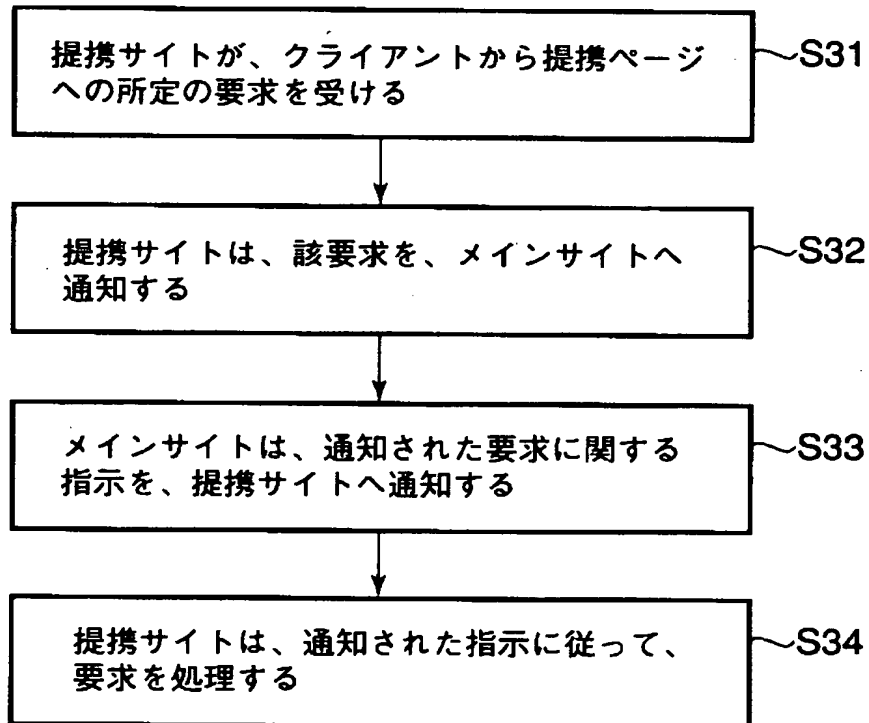 提携サイトが、クライアントから提携ページ
への所定の要求を受ける
S31
提携サイトは、該要求を、メインサイトへ
通知する
S32
メインサイトは、通知された要求に関する
指示を、提携サイトへ通知する
S33
提携サイトは、通知された指示に従って、
要求を処理する
S34